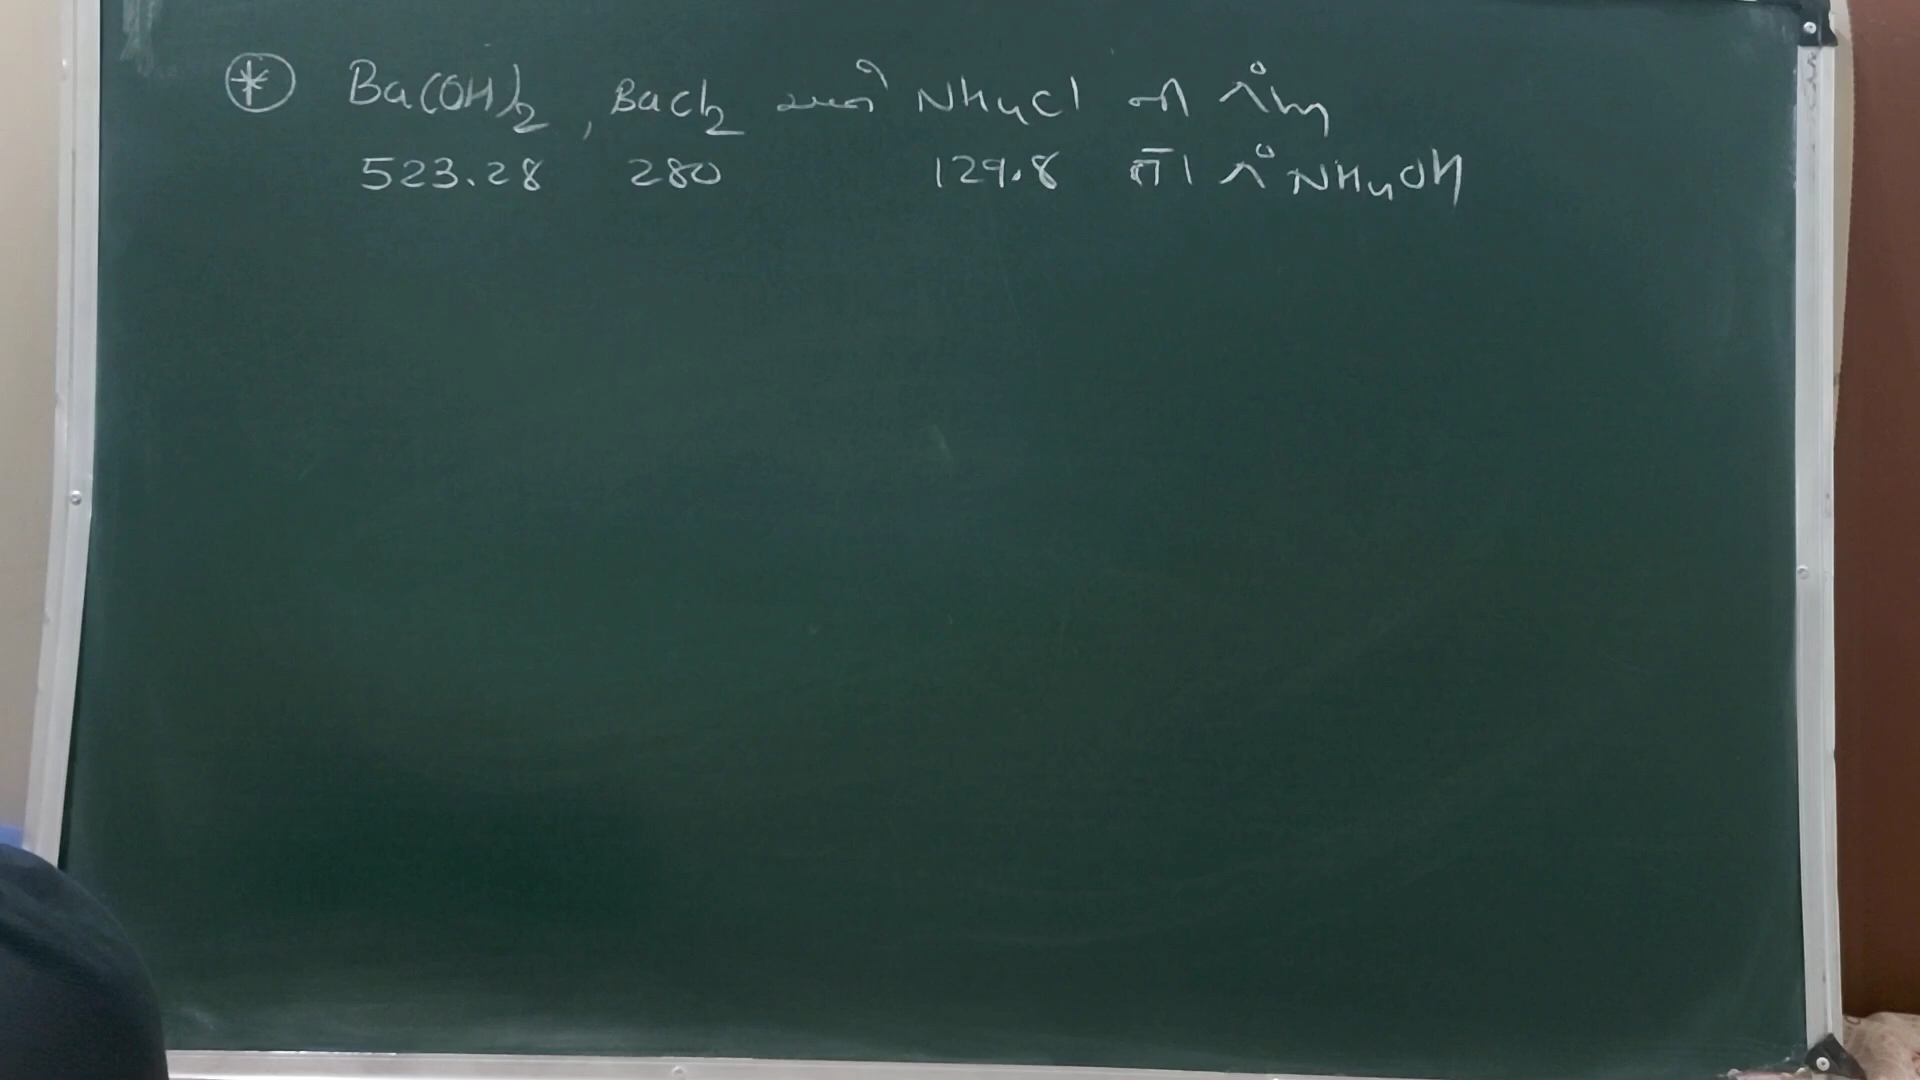 * Ba(OH)2, BaCl2 અને NH4Cl ની λ°m
523.28 280 129.8 તો λ° NH4OH